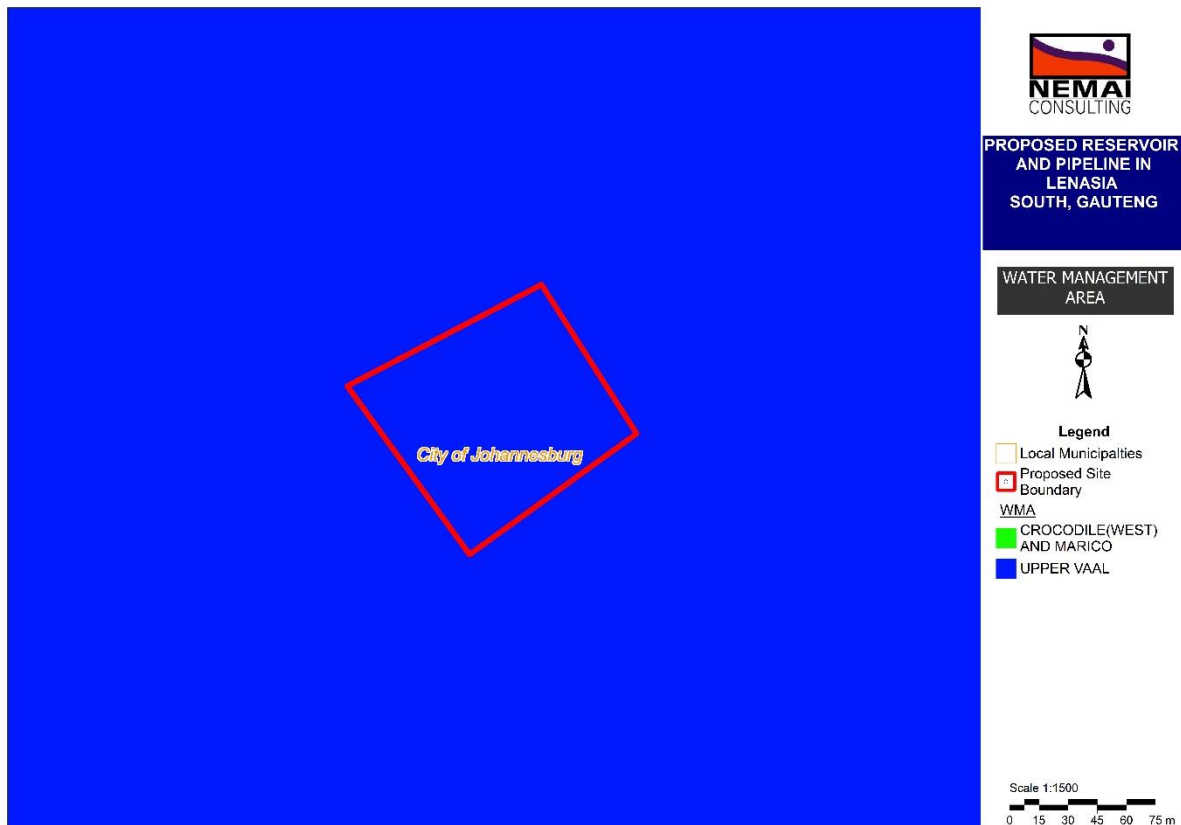 NEMAI
CONSULTING
PROPOSED RESERVOIR
AND PIPELINE IN
LENASIA
SOUTH, GAUTENG
WATER MANAGEMENT
AREA
N
City of Johannesburg
Legend
Local Municipalties
Proposed Site
Boundary
WMA
CROCODILE(WEST)
AND MARICO
UPPER VAAL
Scale 1:1500
0 15 30 45 60 75 m